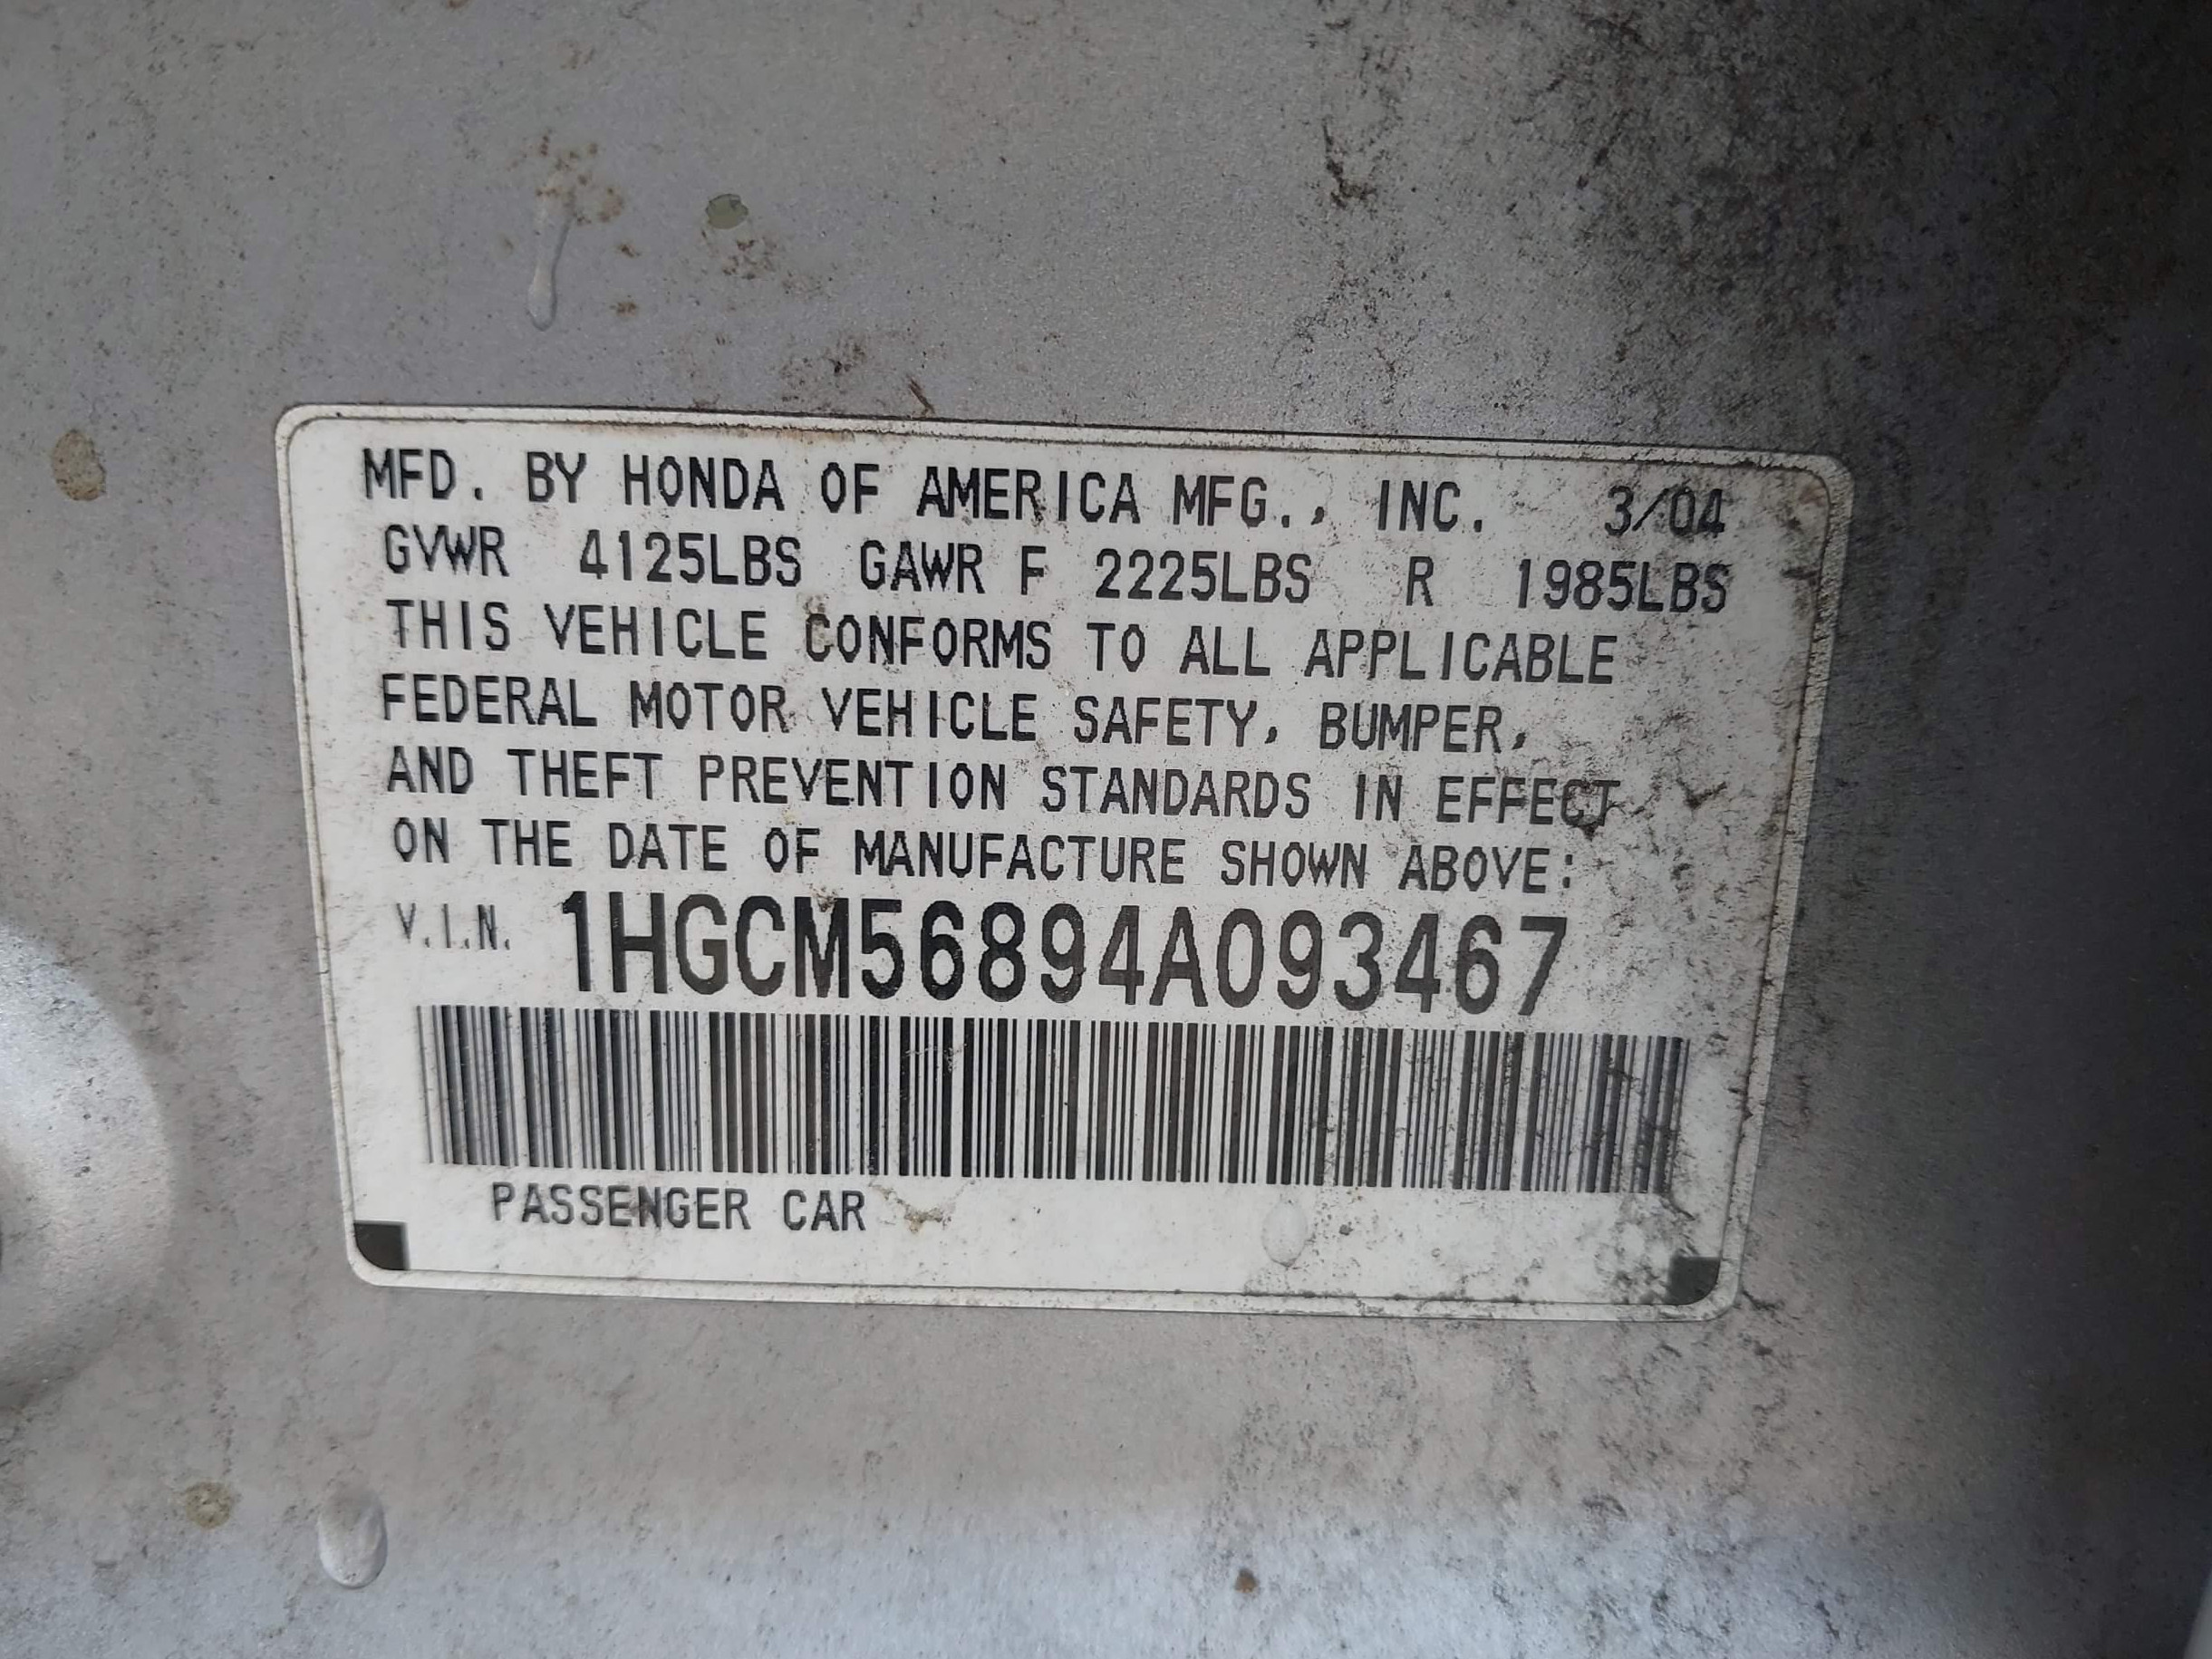 MFD. BY HONDA OF AMERICA MFG., INC. 3/04
GVWR 4125LBS GAWR F 2225LBS R 1985LBS
THIS VEHICLE CONFORMS TO ALL APPLICABLE
FEDERAL MOTOR VEHICLE SAFETY, BUMPER,
AND THEFT PREVENTION STANDARDS IN EFFECT
ON THE DATE OF MANUFACTURE SHOWN ABOVE:
V.I.N. 1HGCM56894A093467
PASSENGER CAR